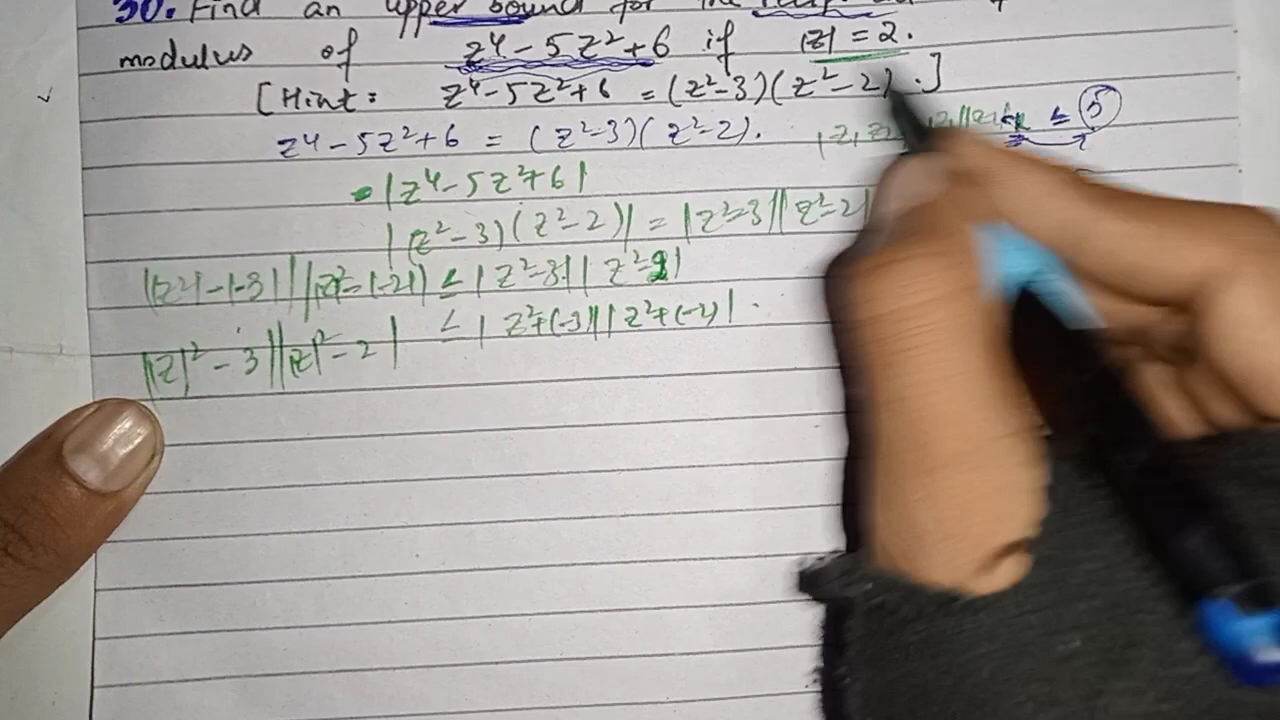 30. Find an upper bound for the
modulus of z⁴ - 5z² + 6 if |z| = 2.
[Hint: z⁴ - 5z² + 6 = (z² - 3)(z² - 2).]
z⁴ - 5z² + 6 = (z² - 3)(z² - 2). ≤ 5
|z⁴ - 5z² + 6|
|(z² - 3)(z² - 2)| = |z² - 3||z² - 2|
||z²| - |-3|| ||z²| - |-2|| ≤ |z² - 3||z² - 2|
||z|² - 3|||z|² - 2| ≤ |z² + (-3)||z² + (-2)|.